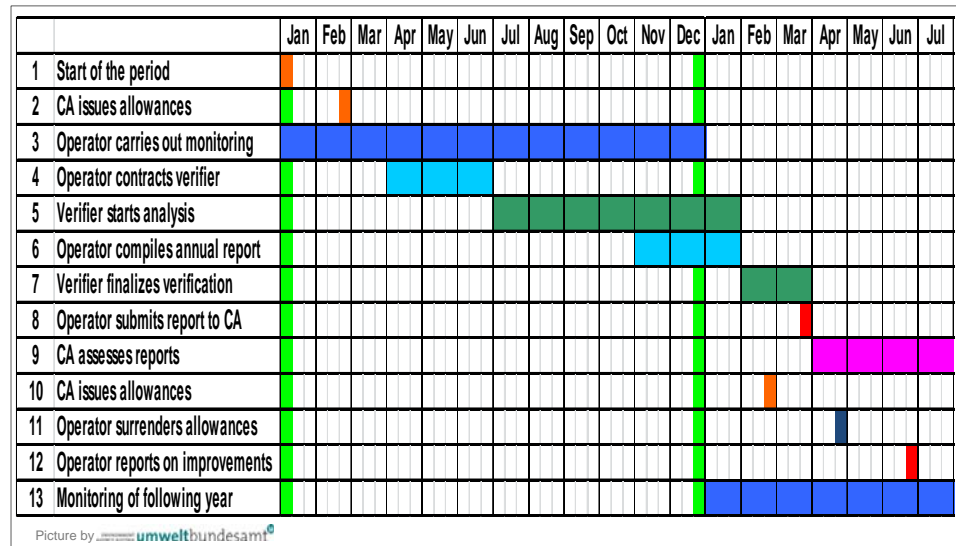 Jan Feb Mar Apr May Jun Jul Aug Sep Oct Nov Dec Jan Feb Mar Apr May Jun Jul
1 Start of the period
2 CA issues allowances
3 Operator carries out monitoring
4 Operator contracts verifier
5 Verifier starts analysis
6 Operator compiles annual report
7 Verifier finalizes verification
8 Operator submits report to CA
9 CA assesses reports
10 CA issues allowances
11 Operator surrenders allowances
12 Operator reports on improvements
13 Monitoring of following year
Picture by umweltbundesamt